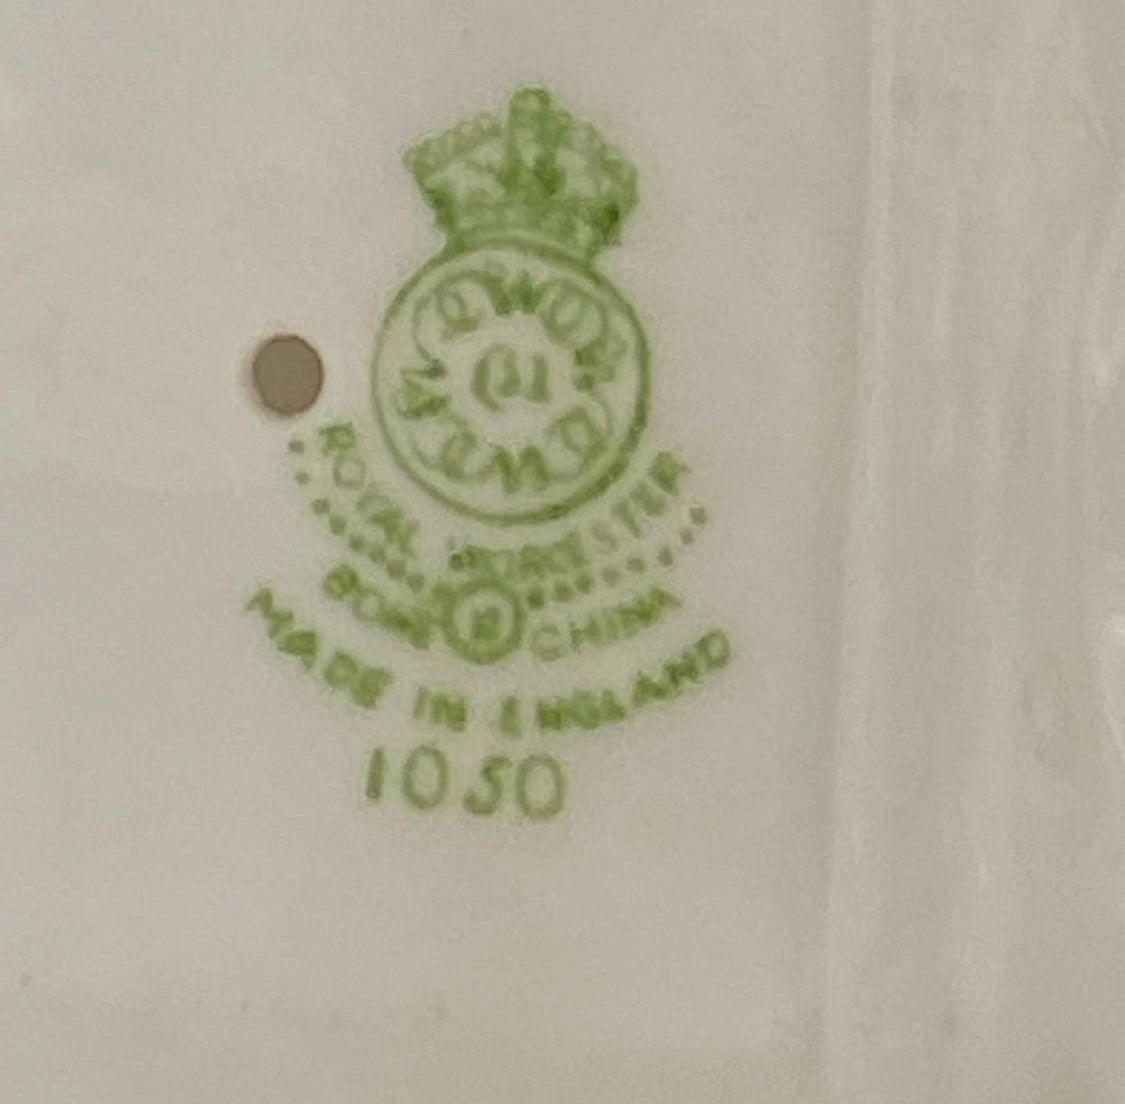 51
ROYAL WORCESTER
BONE CHINA
R
MADE IN ENGLAND
1050